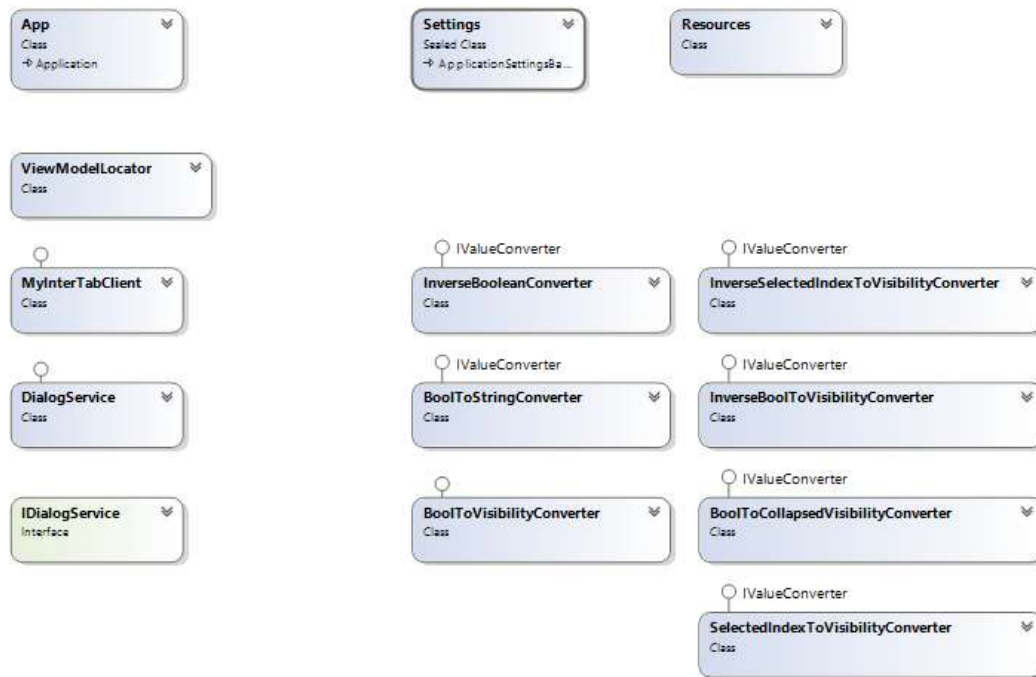 App
Class
→ Application
Settings
Sealed Class
→ ApplicationSettingsBa...
Resources
Class
ViewModelLocator
Class
MyInterTabClient
Class
IValueConverter
InverseBooleanConverter
Class
IValueConverter
InverseSelectedIndexToVisibilityConverter
Class
DialogService
Class
IValueConverter
BoolToStringConverter
Class
IValueConverter
InverseBoolToVisibilityConverter
Class
IDialogService
Interface
BoolToVisibilityConverter
Class
IValueConverter
BoolToCollapsedVisibilityConverter
Class
IValueConverter
SelectedIndexToVisibilityConverter
Class